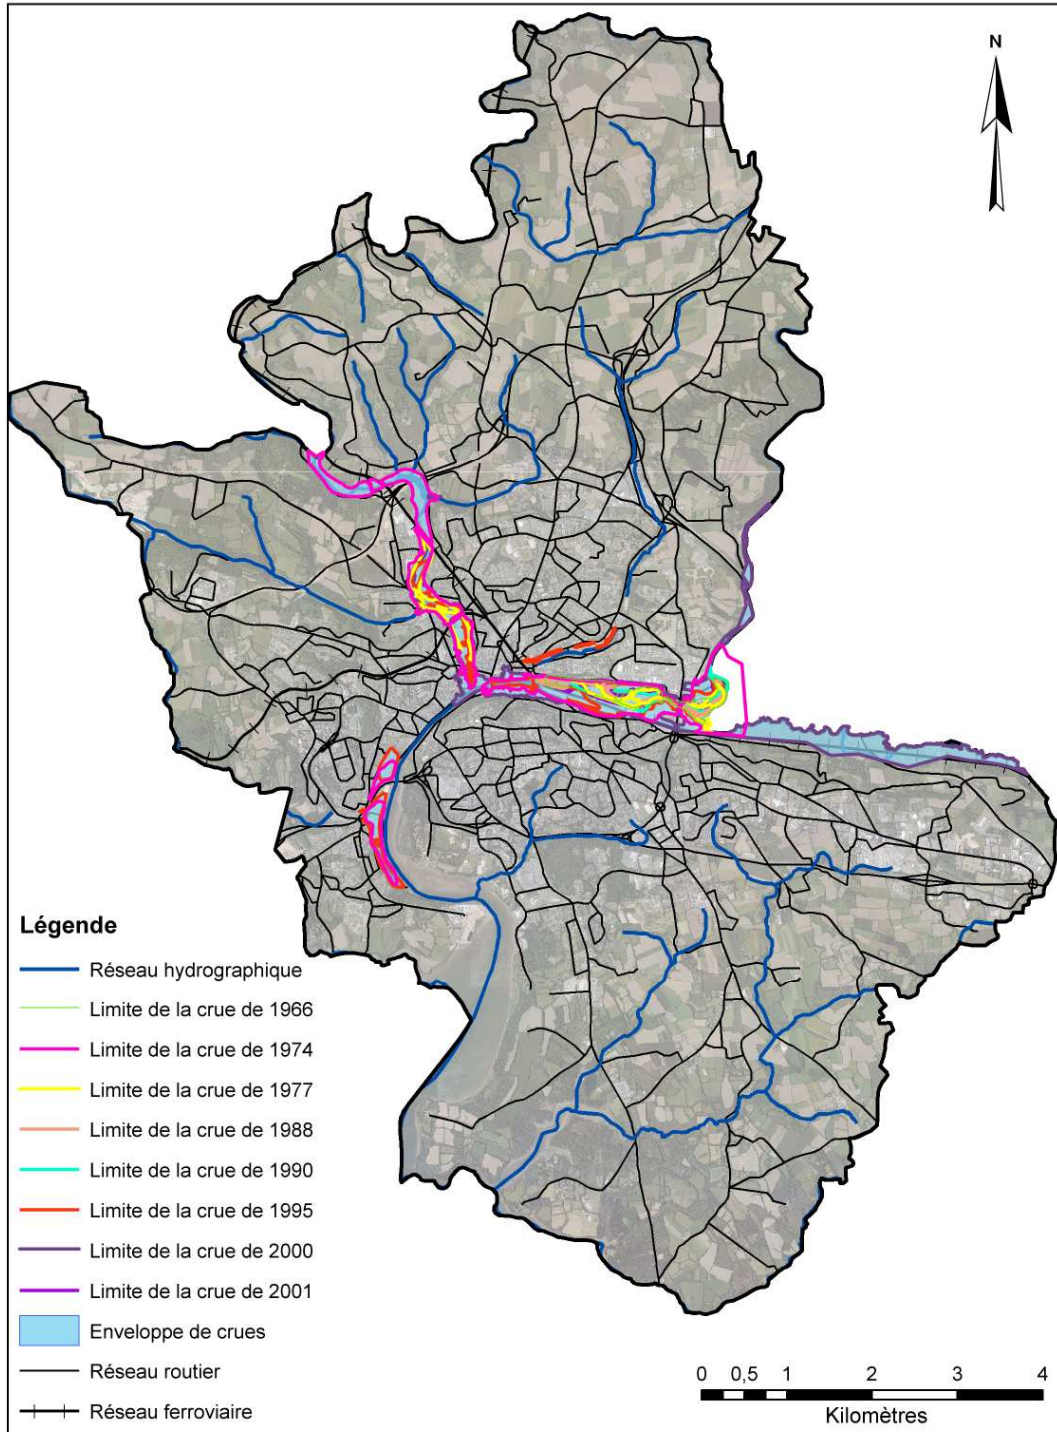 N
Légende
Réseau hydrographique
Limite de la crue de 1966
Limite de la crue de 1974
Limite de la crue de 1977
Limite de la crue de 1988
Limite de la crue de 1990
Limite de la crue de 1995
Limite de la crue de 2000
Limite de la crue de 2001
Enveloppe de crues
Réseau routier
Réseau ferroviaire
0 0,5 1 2 3 4
Kilomètres